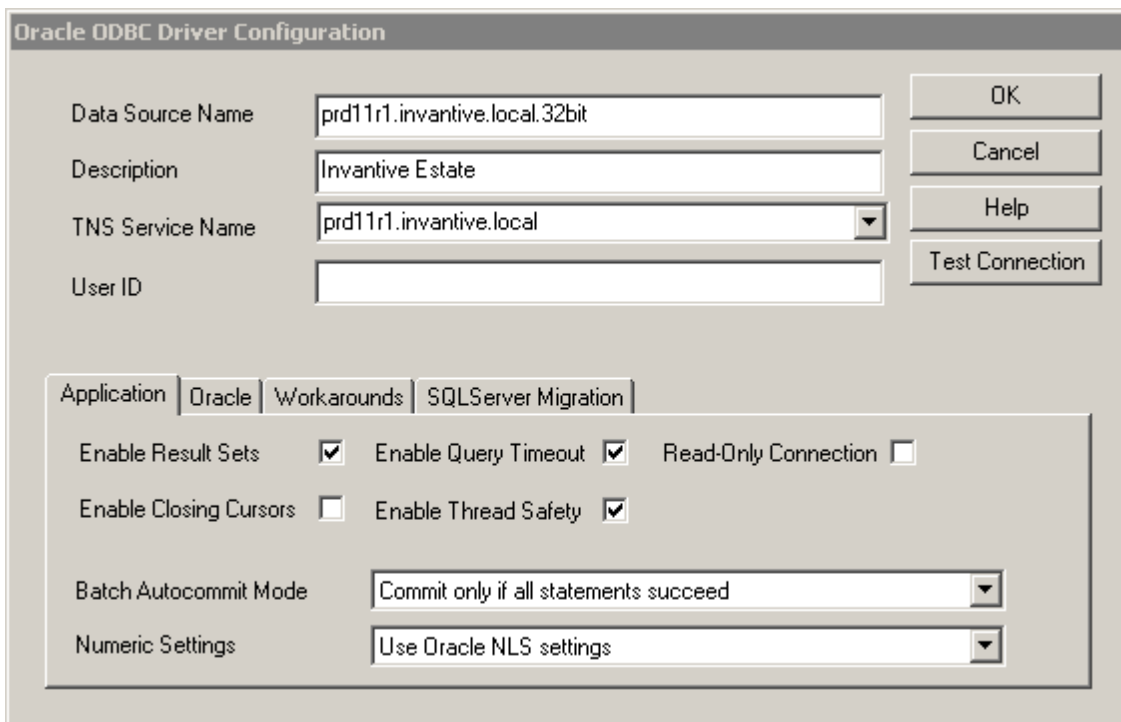 Oracle ODBC Driver Configuration
Data Source Name prd11r1.invantive.local.32bit OK
Description Invantive Estate Cancel
TNS Service Name prd11r1.invantive.local Help
User ID Test Connection
Application Oracle Workarounds SQLServer Migration
Enable Result Sets Enable Query Timeout Read-Only Connection
Enable Closing Cursors Enable Thread Safety
Batch Autocommit Mode Commit only if all statements succeed
Numeric Settings Use Oracle NLS settings